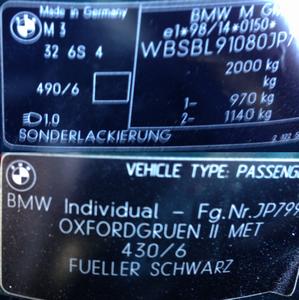 Made in Germany
BMW M G
M 3
e1*98/14*0150*
32 6S 4
WBSBL91080JP7
2000 kg
kg
490/6
1- 970 kg
1.0
2- 1140 kg
SONDERLACKIERUNG
VEHICLE TYPE: PASSENG
BMW Individual - Fg.Nr.JP799
OXFORDGRUEN II MET
430/6
FUELLER SCHWARZ